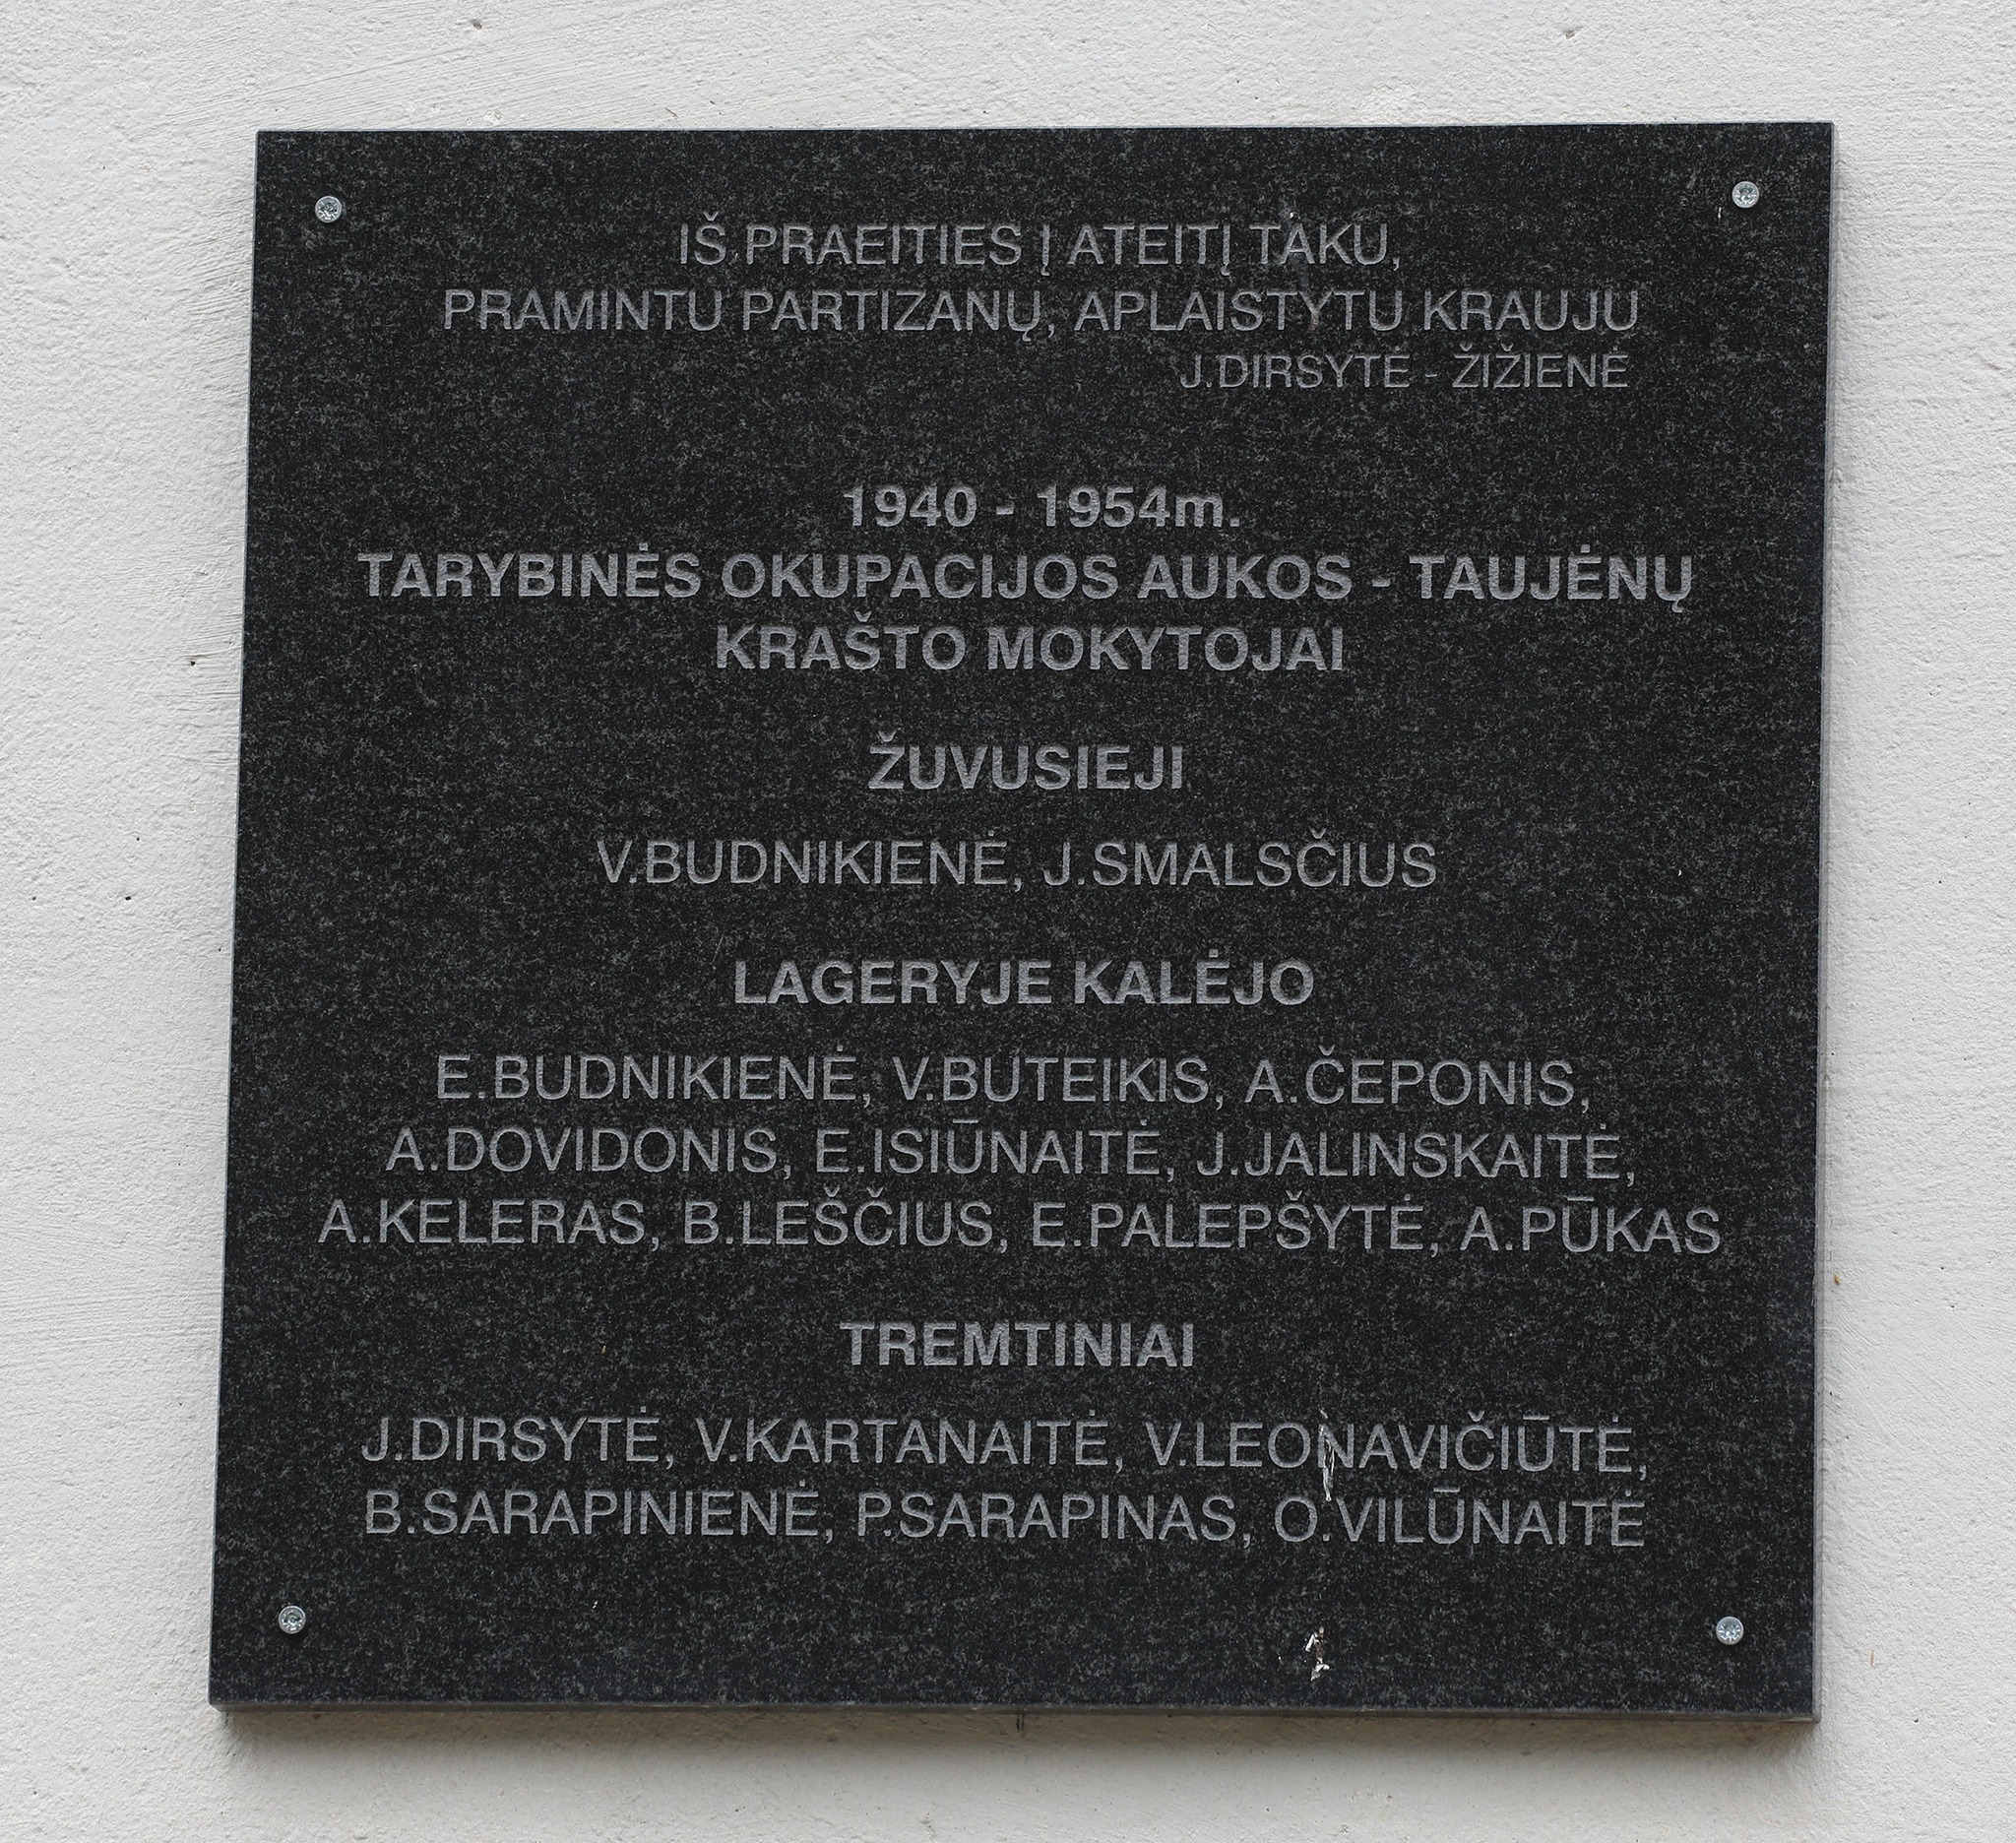 IŠ PRAEITIES Į ATEITĮ TAKU,
PRAMINTU PARTIZANŲ, APLAISTYTU KRAUJU
J.DIRSYTĖ - ŽIŽIENĖ
1940 - 1954m.
TARYBINĖS OKUPACIJOS AUKOS - TAUJĖNŲ
KRAŠTO MOKYTOJAI
ŽUVUSIEJI
V.BUDNIKIENĖ, J.SMALSČIUS
LAGERYJE KALĖJO
E.BUDNIKIENĖ, V.BUTEIKIS, A.ČEPONIS,
A.DOVIDONIS, E.ISIŪNAITĖ, J.JALINSKAITĖ,
A.KELERAS, B.LEŠČIUS, E.PALEPŠYTĖ, A.PŪKAS
TREMTINIAI
J.DIRSYTĖ, V.KARTANAITĖ, V.LEONAVIČIŪTĖ,
B.SARAPINIENĖ, P.SARAPINAS, O.VILŪNAITĖ